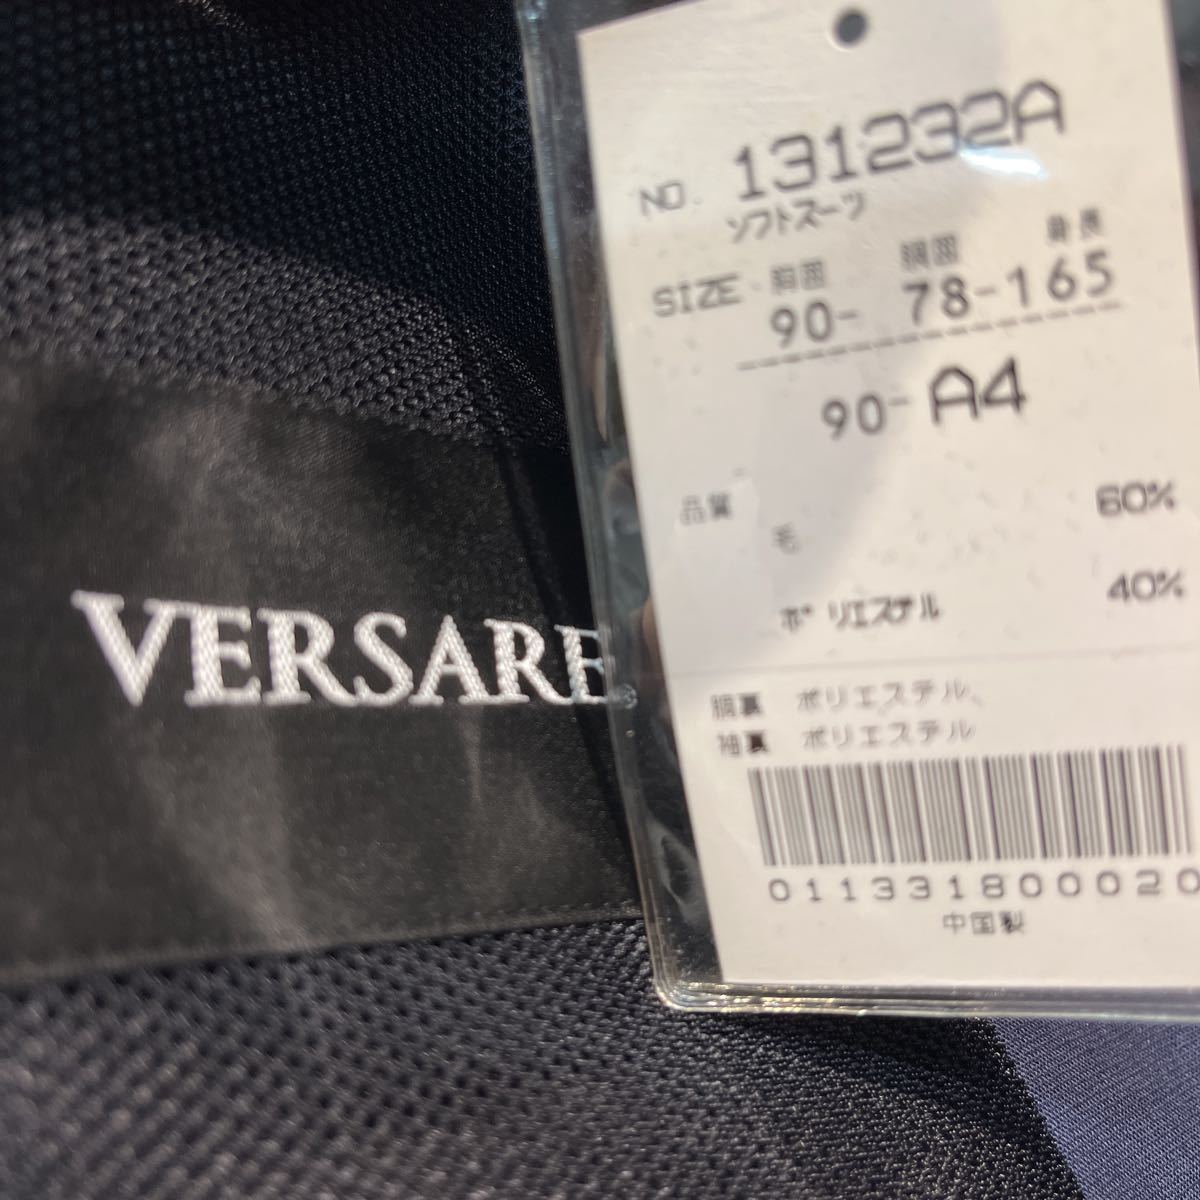 VERSARE
NO. 131232A
ソフトスーツ
SIZE 胸囲 胴囲 身長
90- 78-165
90-A4
品質
毛 60%
ポリエステル 40%
胴裏 ポリエステル、
袖裏 ポリエステル
011331800020
中国製